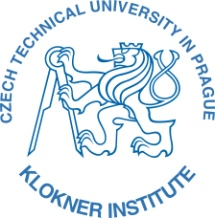 CZECH TECHNICAL UNIVERSITY IN PRAGUE
KLOKNER INSTITUTE